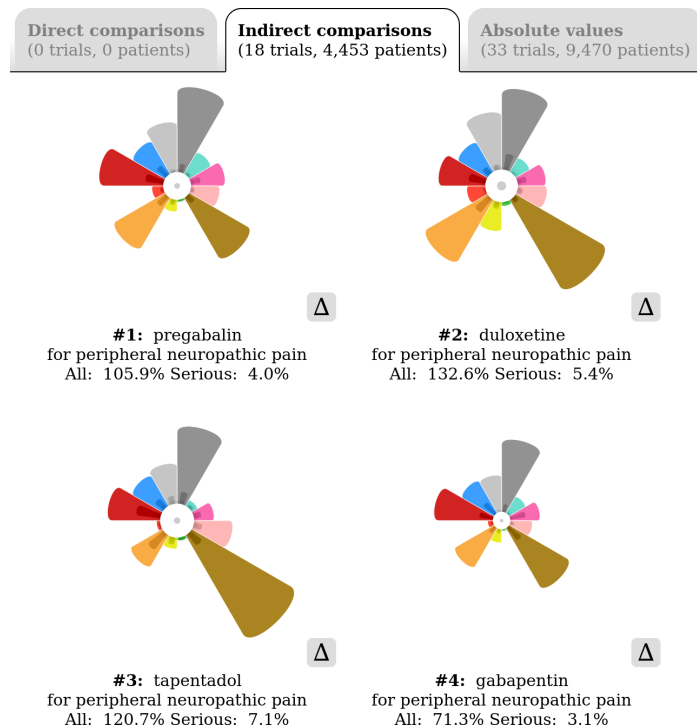 Direct comparisons
(0 trials, 0 patients)
Indirect comparisons
(18 trials, 4,453 patients)
Absolute values
(33 trials, 9,470 patients)
Δ
Δ
#1: pregabalin
for peripheral neuropathic pain
All: 105.9% Serious: 4.0%
#2: duloxetine
for peripheral neuropathic pain
All: 132.6% Serious: 5.4%
Δ
Δ
#3: tapentadol
for peripheral neuropathic pain
All: 120.7% Serious: 7.1%
#4: gabapentin
for peripheral neuropathic pain
All: 71.3% Serious: 3.1%